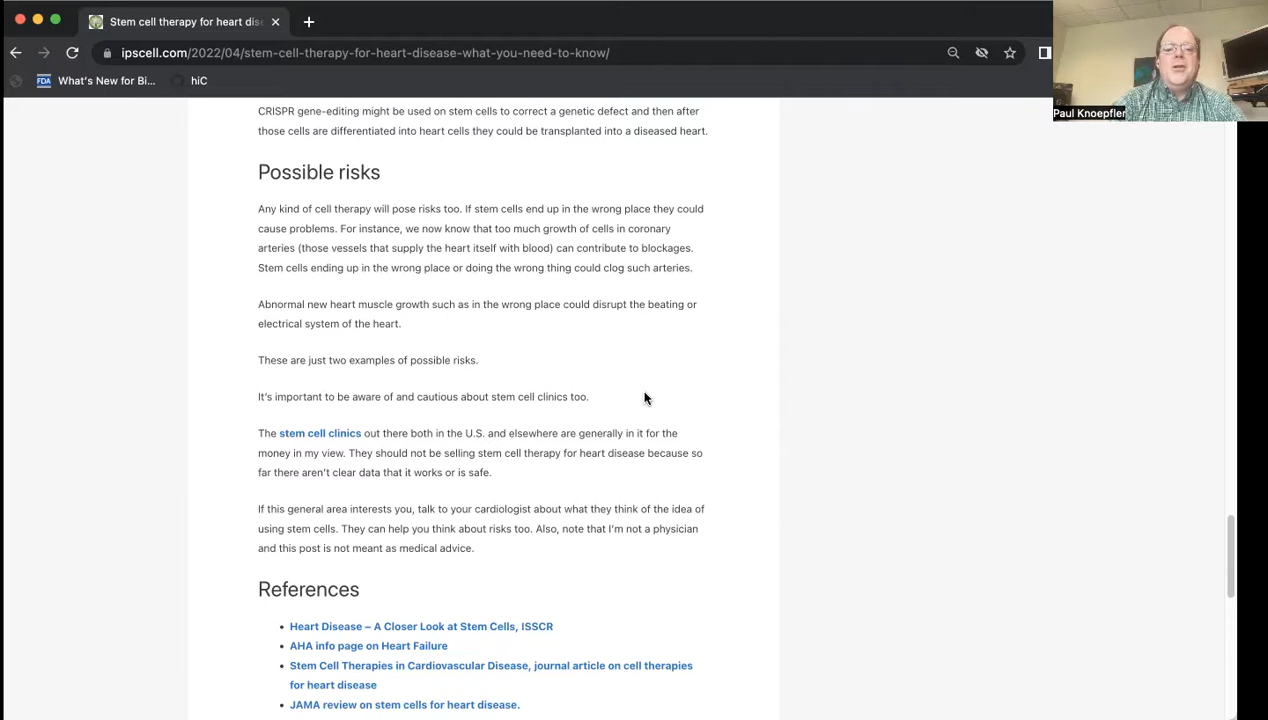 Stem cell therapy for heart dise
ipscell.com/2022/04/stem-cell-therapy-for-heart-disease-what-you-need-to-know/
What's New for Bi...
hiC
Paul Knoepfler
CRISPR gene-editing might be used on stem cells to correct a genetic defect and then after
those cells are differentiated into heart cells they could be transplanted into a diseased heart.
Possible risks
Any kind of cell therapy will pose risks too. If stem cells end up in the wrong place they could
cause problems. For instance, we now know that too much growth of cells in coronary
arteries (those vessels that supply the heart itself with blood) can contribute to blockages.
Stem cells ending up in the wrong place or doing the wrong thing could clog such arteries.
Abnormal new heart muscle growth such as in the wrong place could disrupt the beating or
electrical system of the heart.
These are just two examples of possible risks.
It's important to be aware of and cautious about stem cell clinics too.
The stem cell clinics out there both in the U.S. and elsewhere are generally in it for the
money in my view. They should not be selling stem cell therapy for heart disease because so
far there aren't clear data that it works or is safe.
If this general area interests you, talk to your cardiologist about what they think of the idea of
using stem cells. They can help you think about risks too. Also, note that I'm not a physician
and this post is not meant as medical advice.
References
• Heart Disease – A Closer Look at Stem Cells, ISSCR
• AHA info page on Heart Failure
• Stem Cell Therapies in Cardiovascular Disease, journal article on cell therapies
for heart disease
• JAMA review on stem cells for heart disease.